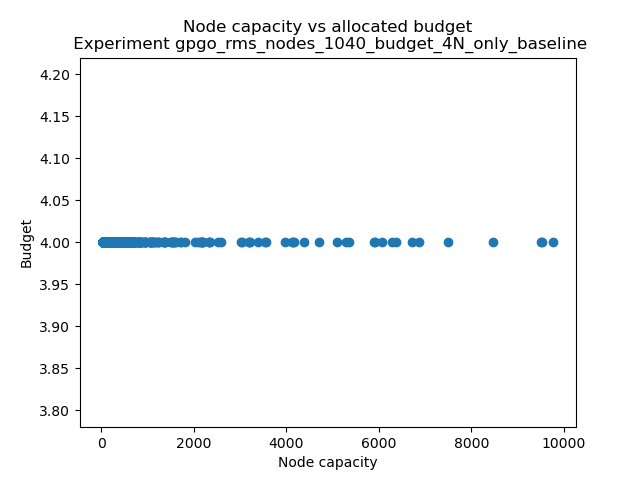 Node capacity vs allocated budget
Experiment gpgo_rms_nodes_1040_budget_4N_only_baseline
4.20
4.15
4.10
4.05
4.00
3.95
3.90
3.85
3.80
Budget
0 2000 4000 6000 8000 10000
Node capacity